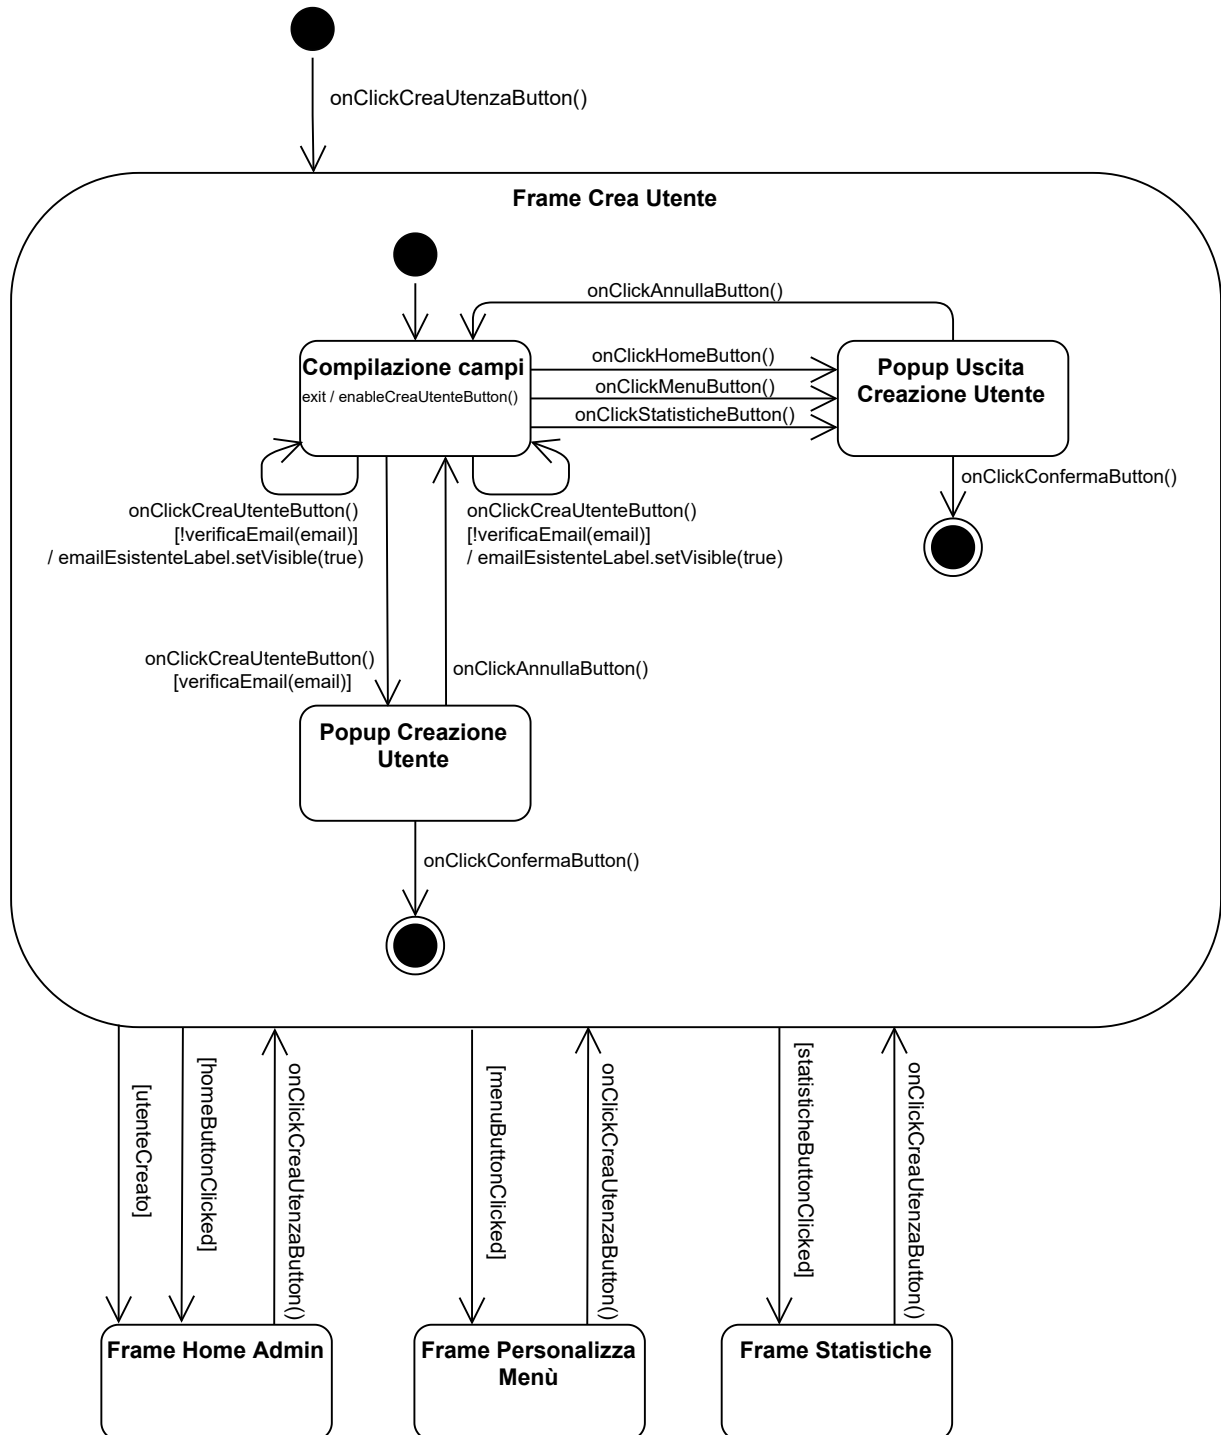 onClickCreaUtenzaButton()
Frame Crea Utente
onClickAnnullaButton()
Compilazione campi
exit / enableCreaUtenteButton()
onClickHomeButton()
onClickMenuButton()
onClickStatisticheButton()
Popup Uscita
Creazione Utente
onClickConfermaButton()
onClickCreaUtenteButton()
[!verificaEmail(email)]
/ emailEsistenteLabel.setVisible(true)
onClickCreaUtenteButton()
[!verificaEmail(email)]
/ emailEsistenteLabel.setVisible(true)
onClickCreaUtenteButton()
[verificaEmail(email)]
onClickAnnullaButton()
Popup Creazione
Utente
onClickConfermaButton()
[utenteCreato]
[homeButtonClicked]
onClickCreaUtenzaButton()
[menuButtonClicked]
onClickCreaUtenzaButton()
[statisticheButtonClicked]
onClickCreaUtenzaButton()
Frame Home Admin
Frame Personalizza
Menù
Frame Statistiche